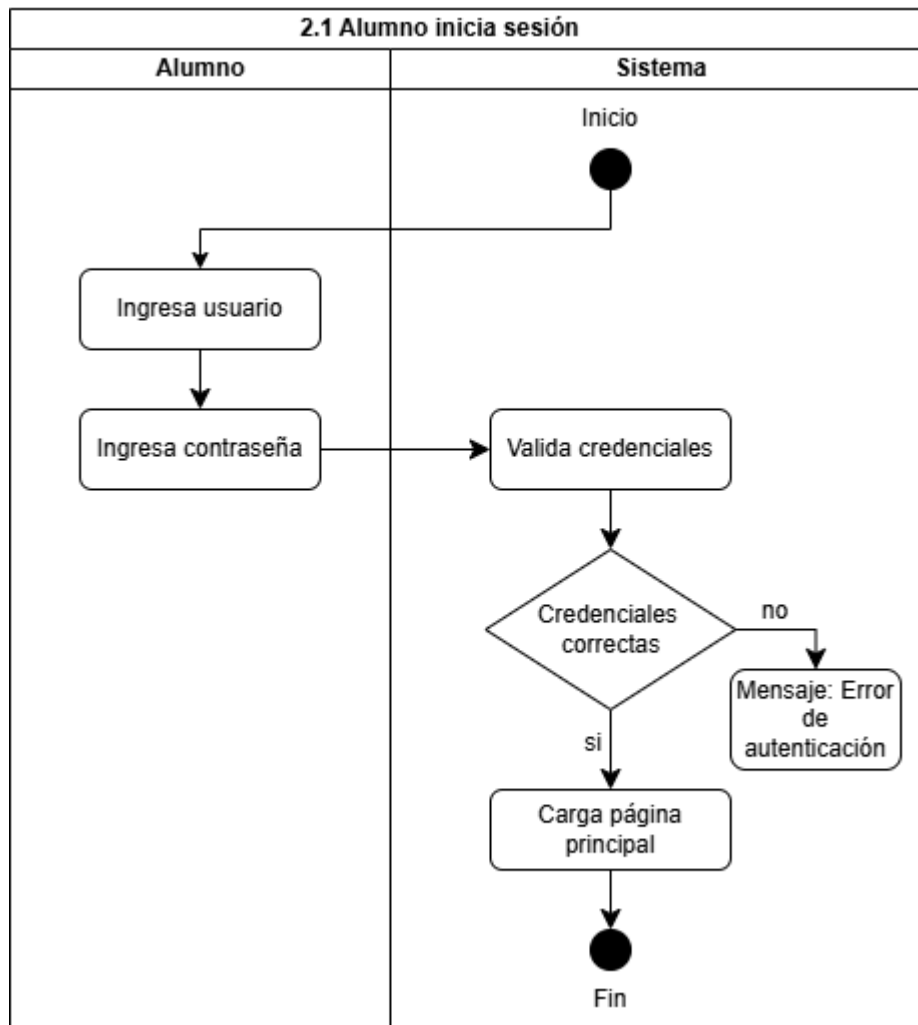 2.1 Alumno inicia sesión
Alumno
Sistema
Inicio
Ingresa usuario
Ingresa contraseña
Valida credenciales
Credenciales
correctas
no
Mensaje: Error
de
autenticación
si
Carga página
principal
Fin